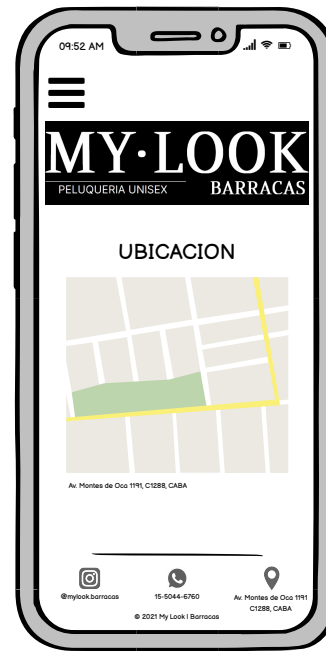 09:52 AM
MY·LOOK
PELUQUERIA UNISEX BARRACAS
UBICACION
Av. Montes de Oca 1191, C1288, CABA
@mylook.barracas
15-5044-6760
Av. Montes de Oca 1191
C1288, CABA
© 2021 My Look | Barracas